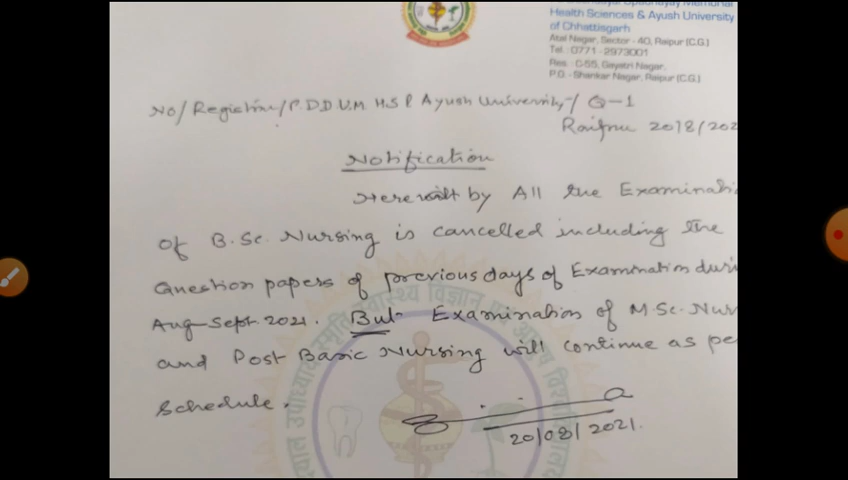 Health Sciences & Ayush University
of Chhattisgarh
Atal Nagar, Sector - 40, Raipur (C.G.)
Tel : 0771 - 2973001
Res. : C-55, Gayatri Nagar,
P.O - Shankar Nagar, Raipur (C.G.)
No/ P.D.D.U.M. H.S & Ayush University/ Q-1
Raipur 20/8/202
Notification
by All the Examinati
of B.Sc. Nursing is cancelled including the
Question papers of previous days of Examination duri
Aug-Sept. 2021. But Examination of M.Sc. Nur
and Post Basic Nursing will continue as pe
Schedule.
20/08/2021.